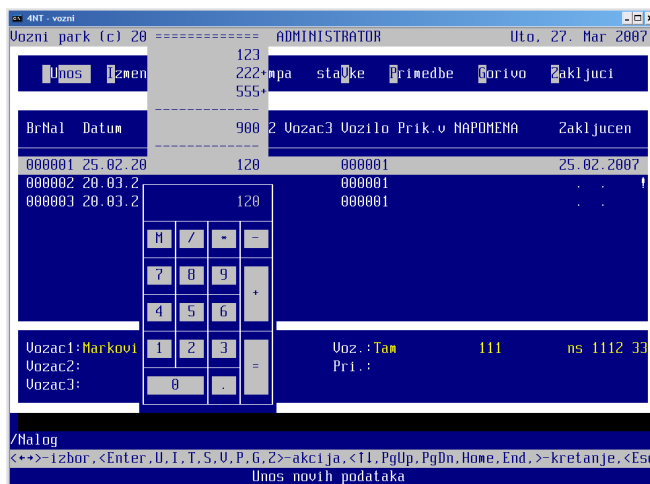 4NT - vozni
Vozni park (c) 20 ============= ADMINISTRATOR Uto, 27. Mar 2007
123
Unos Izmen 222+ mpa staVke Primedbe Gorivo Zakljuci
555+
-------------
BrNal Datum 900 2 Vozac3 Vozilo Prik.v NAPOMENA Zakljucen
-------------
000001 25.02.20 120 000001 25.02.2007
000002 20.03.2 000001 . . !
000003 20.03.2 120 000001 . .
M / * -
7 8 9
+
4 5 6
Vozac1:Markovi 1 2 3 Voz.:Tam 111 ns 1112 33
Vozac2: = Pri.:
Vozac3: 0 .
/Nalog
<↔>-izbor,<Enter,U,I,T,S,V,P,G,Z>-akcija,<↑↓,PgUp,PgDn,Home,End,>-kretanje,<Es
Unos novih podataka